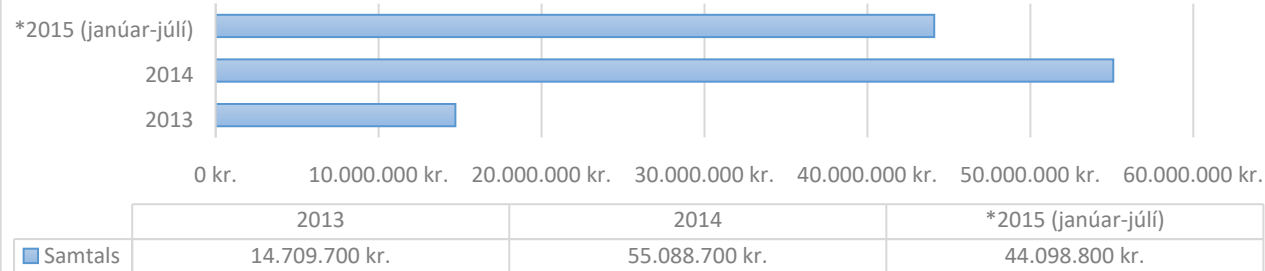 *2015 (janúar-júlí)
2014
2013
0 kr. 10.000.000 kr. 20.000.000 kr. 30.000.000 kr. 40.000.000 kr. 50.000.000 kr. 60.000.000 kr.
2013 2014 *2015 (janúar-júlí)
Samtals 14.709.700 kr. 55.088.700 kr. 44.098.800 kr.